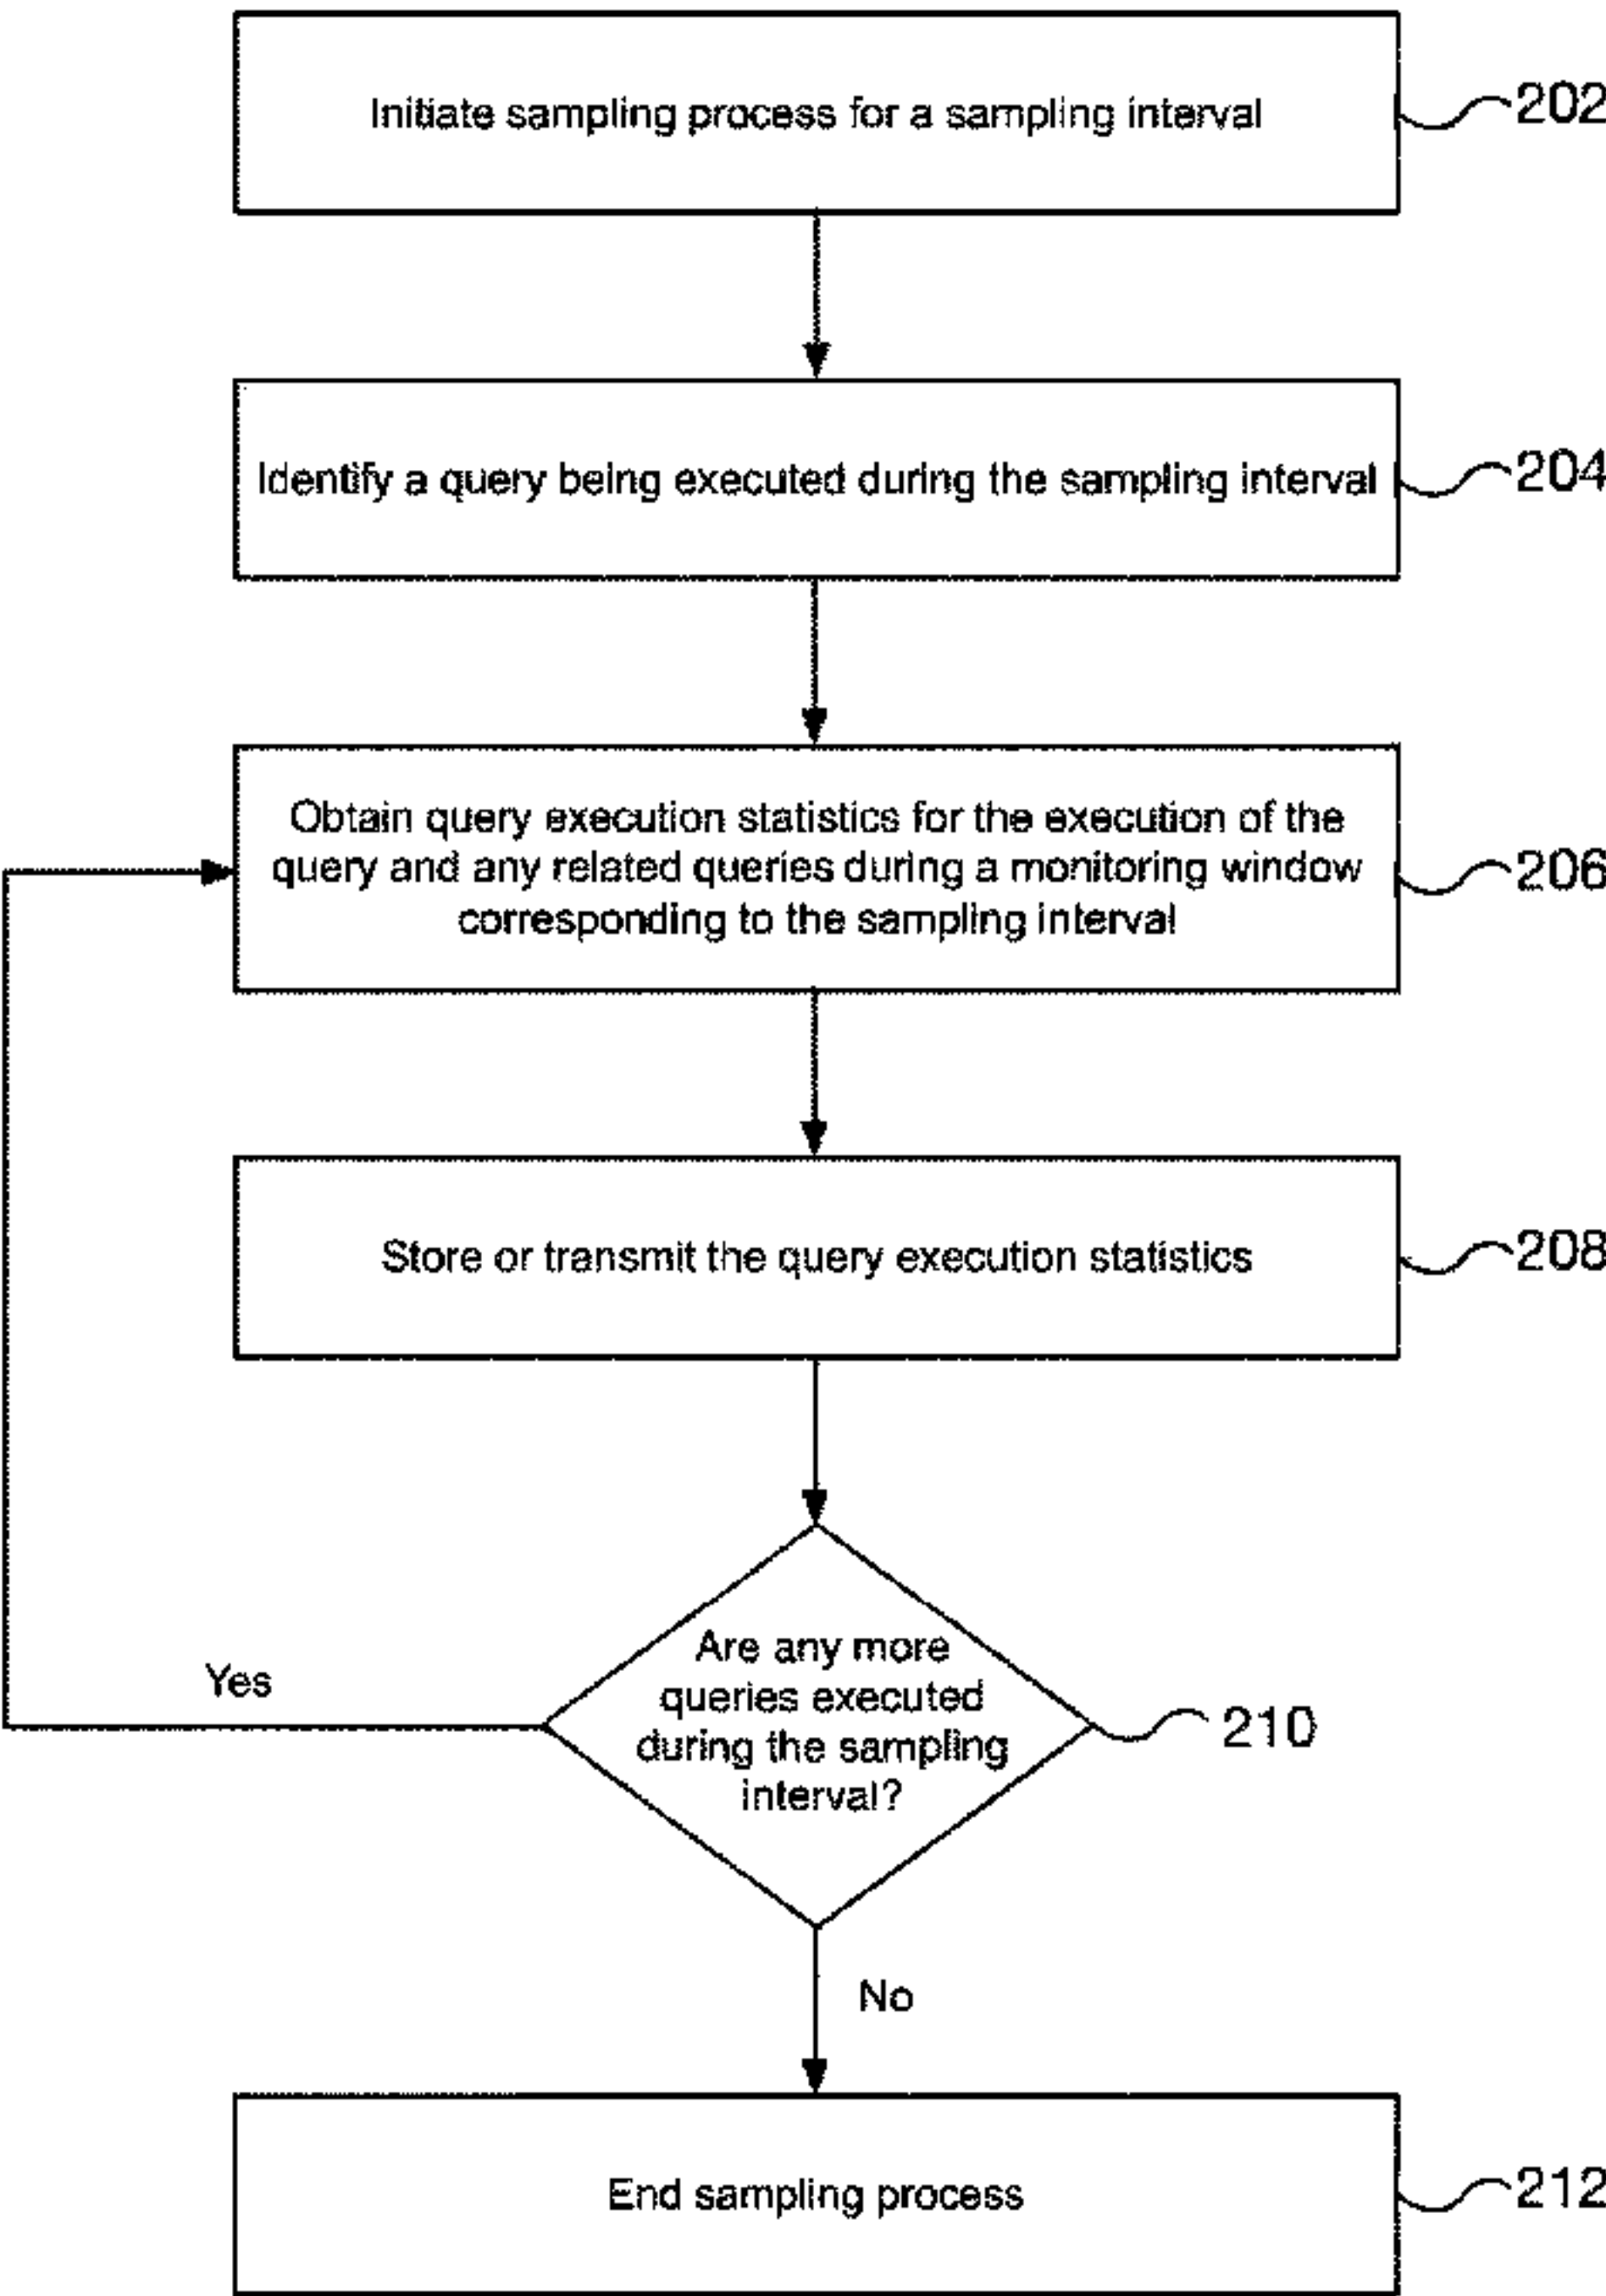 Initiate sampling process for a sampling interval
202
Identify a query being executed during the sampling interval
204
Obtain query execution statistics for the execution of the
query and any related queries during a monitoring window
corresponding to the sampling interval
206
Store or transmit the query execution statistics
208
Are any more
queries executed
during the sampling
interval?
210
Yes
No
End sampling process
212